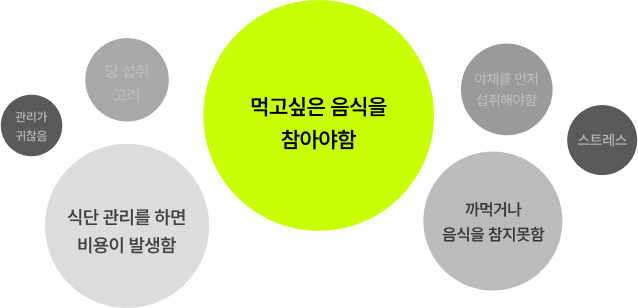 당 섭취
고려
관리가
귀찮음
식단 관리를 하면
비용이 발생함
먹고싶은 음식을
참아야함
야채를 먼저
섭취해야함
스트레스
까먹거나
음식을 참지못함